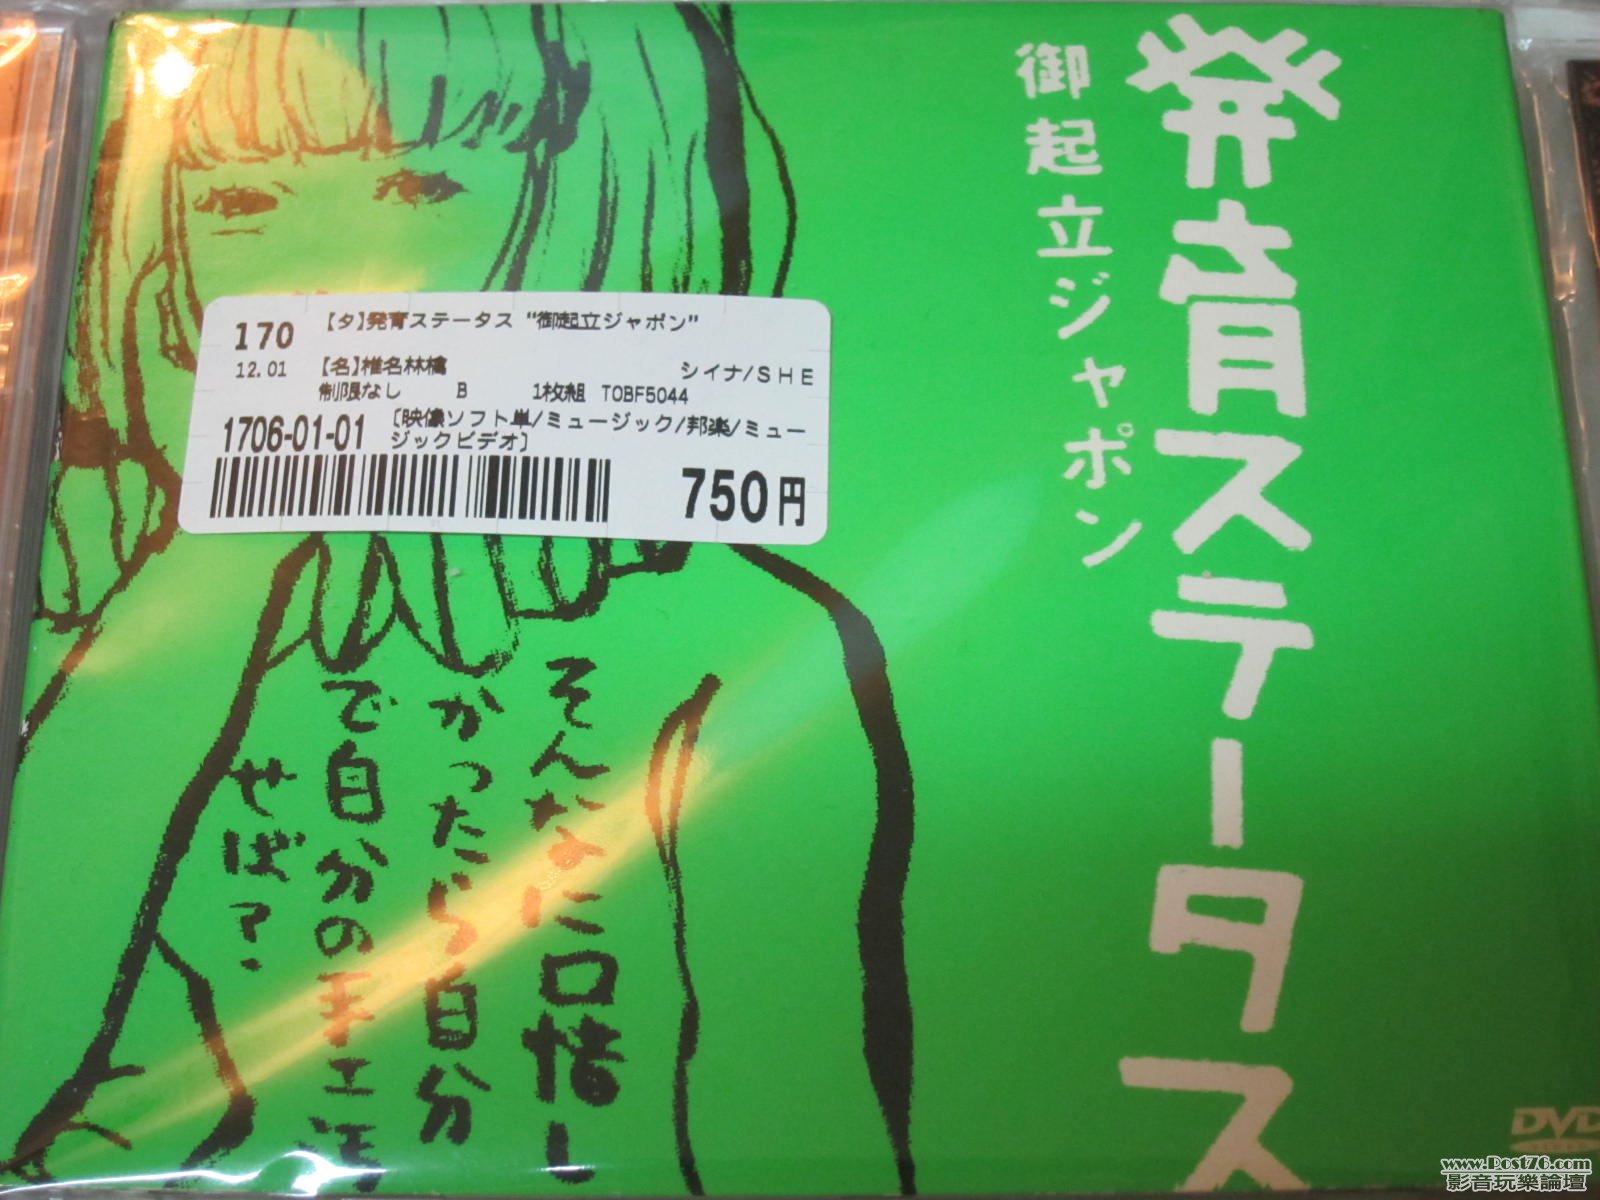 発育ステータス
御起立ジャポン
170
【タ】発育ステータス "御起立ジャポン"
12.01
【名】椎名林檎
シイナ/SHE
制限なし B 1枚組 TOBF5044
1706-01-01
[映像ソフト単/ミュージック/邦楽/ミュー
ジックビデオ]
750円
そんなに口惜し
かったら自分
で自分の
せば?
DVD
www.Post76.com
影音玩樂論壇